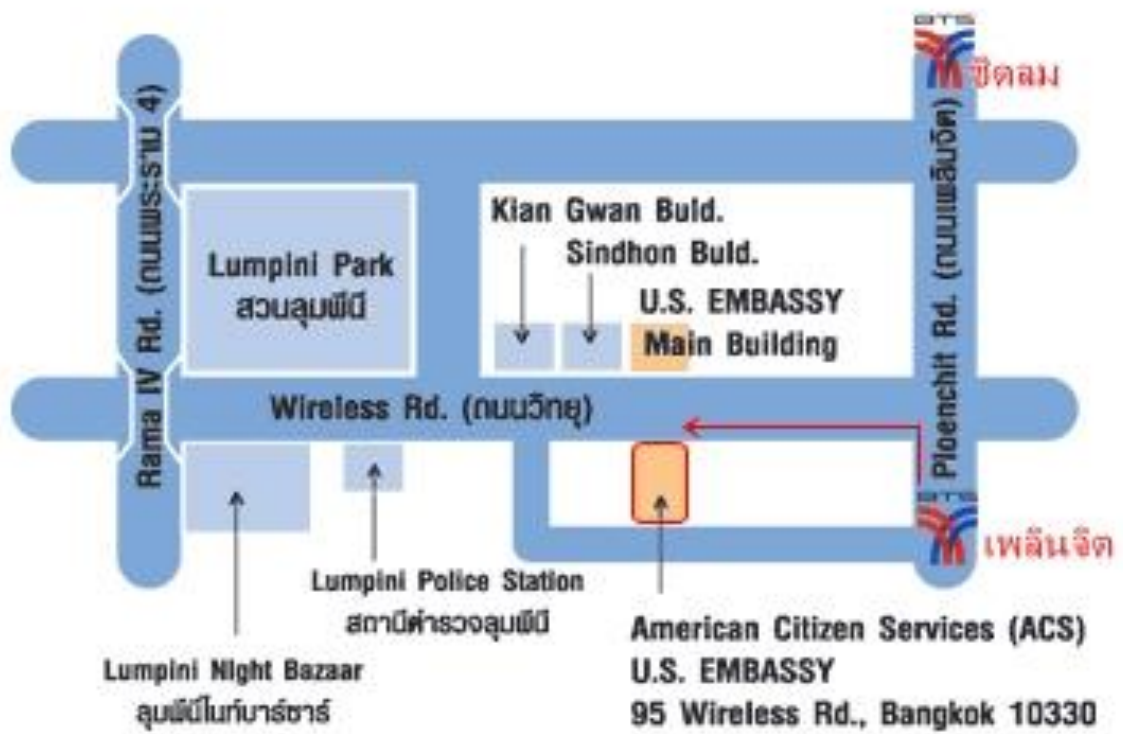 BTS
ชิดลม
Rama IV Rd. (ถนนพระราม 4)
Ploenchit Rd. (ถนนเพลินจิต)
Kian Gwan Buld.
Sindhon Buld.
Lumpini Park
สวนลุมพินี
U.S. EMBASSY
Main Building
Wireless Rd. (ถนนวิทยุ)
BTS
เพลินจิต
Lumpini Police Station
สถานีตำรวจลุมพินี
American Citizen Services (ACS)
U.S. EMBASSY
95 Wireless Rd., Bangkok 10330
Lumpini Night Bazaar
ลุมพินีไนท์บาร์ซาร์